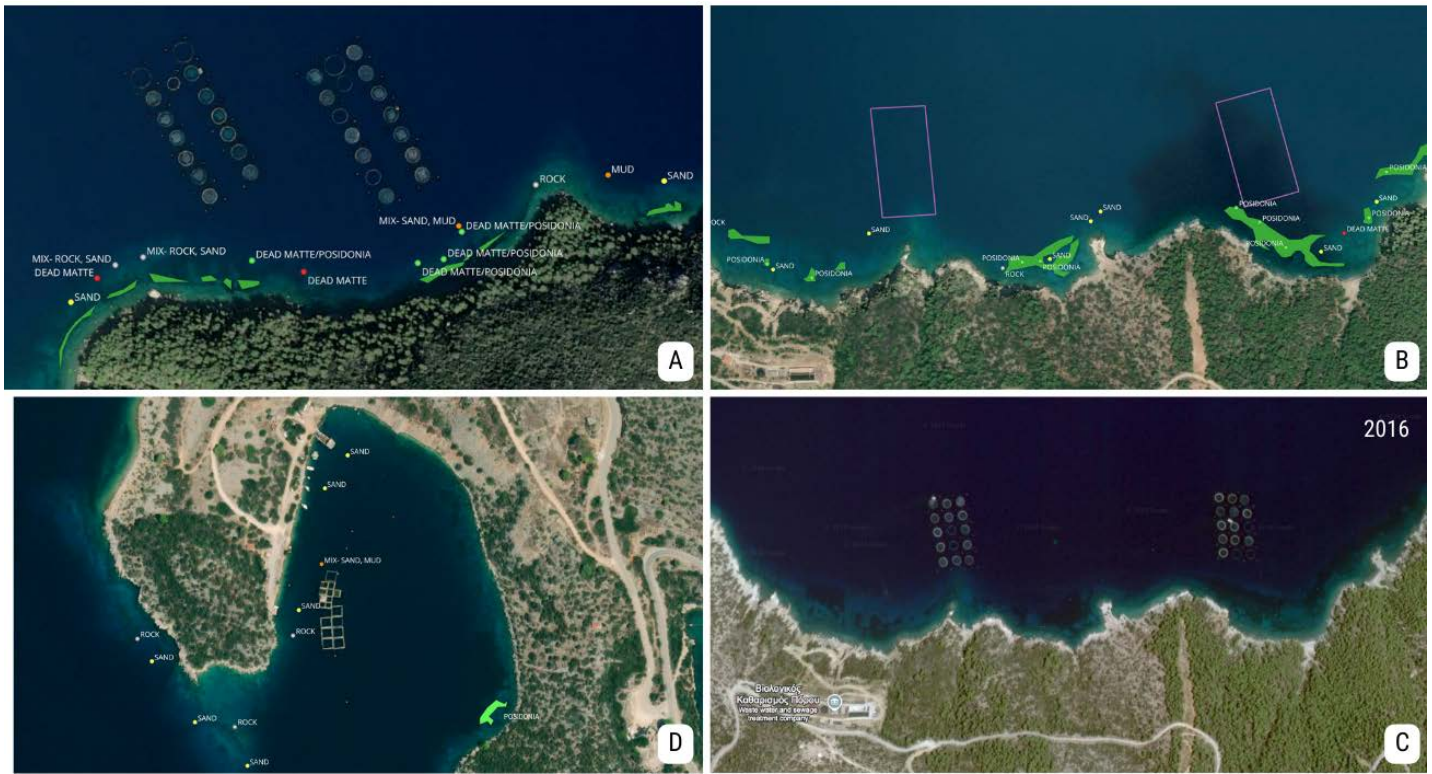 ROCK
MUD
SAND
MIX- SAND, MUD
DEAD MATTE/POSIDONIA
MIX- ROCK, SAND
MIX- ROCK, SAND
DEAD MATTE/POSIDONIA
DEAD MATTE/POSIDONIA
DEAD MATTE
DEAD MATTE
DEAD MATTE/POSIDONIA
SAND
A
POSIDONIA
SAND
POSIDONIA
POSIDONIA
SAND
SAND
POSIDONIA
ROCK
SAND
DEAD MATTE
POSIDONIA
SAND
POSIDONIA
SAND
SAND
POSIDONIA
POSIDONIA
ROCK
B
SAND
SAND
MIX- SAND, MUD
SAND
ROCK
ROCK
SAND
SAND
ROCK
POSIDONIA
SAND
D
2016
Βιολογικός
Καθαρισμός Πόρου
Waste water and sewage
treatment company
C